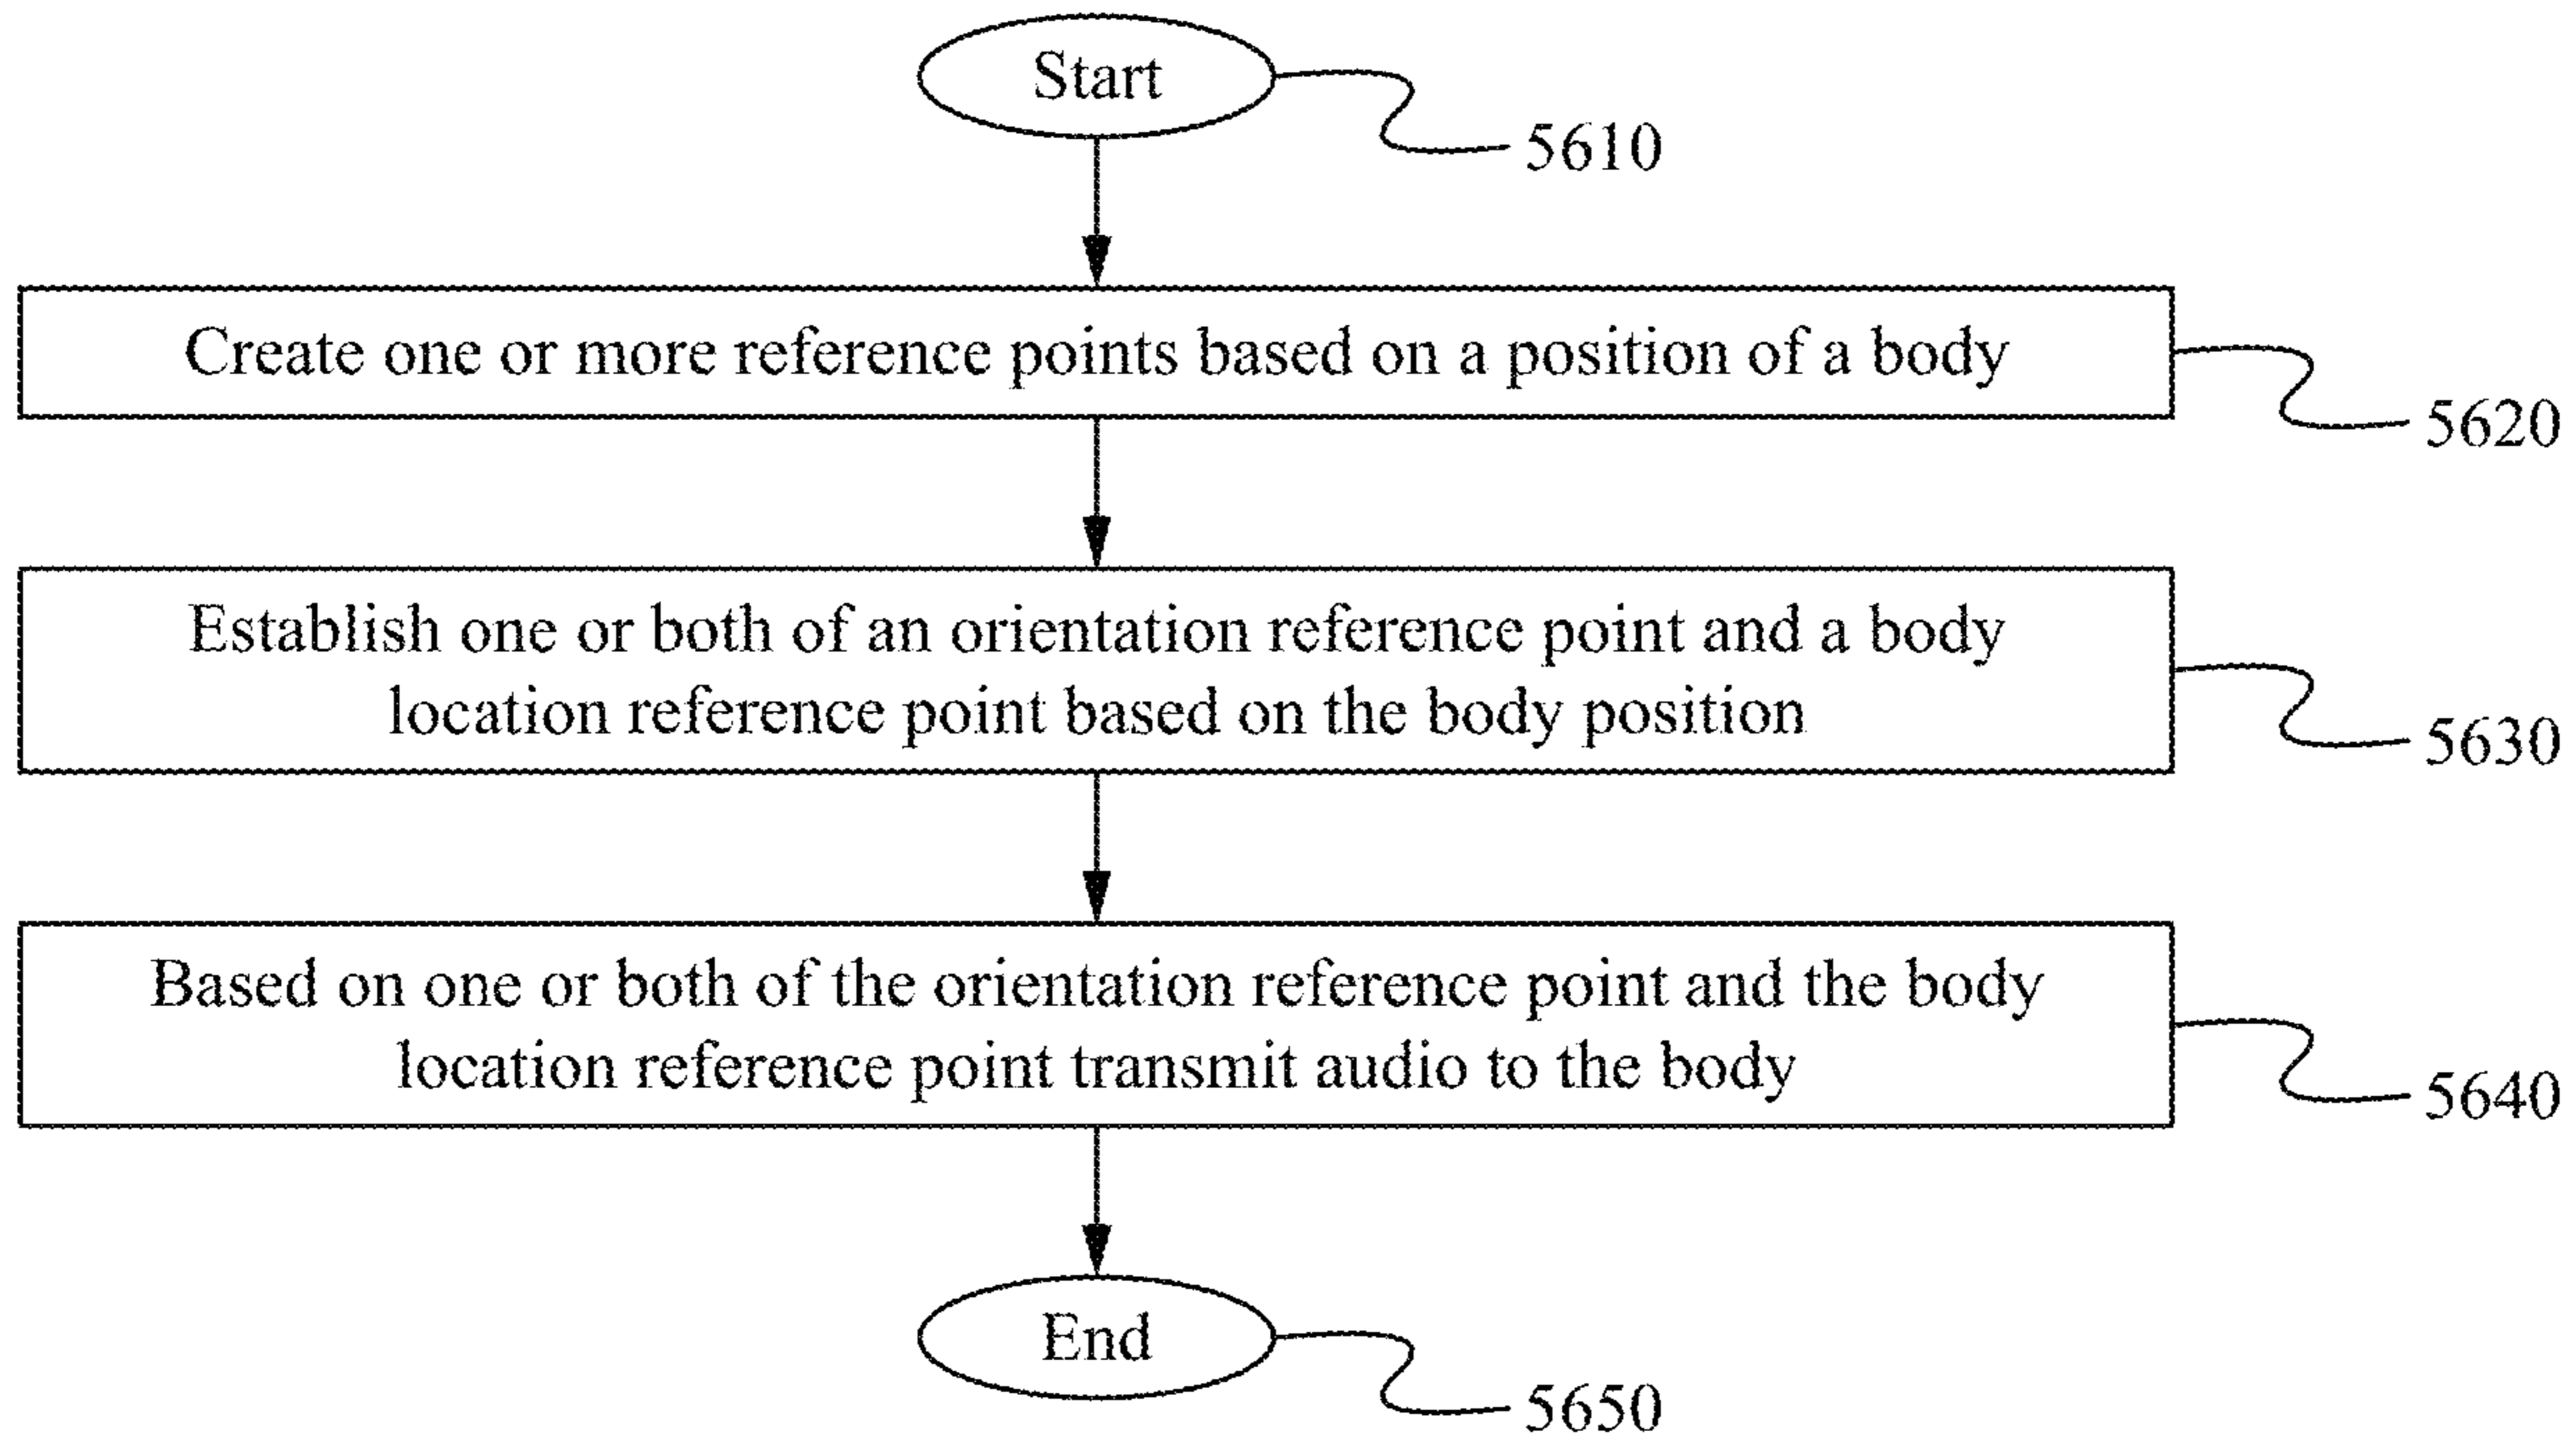 Start
5610
Create one or more reference points based on a position of a body
5620
Establish one or both of an orientation reference point and a body
location reference point based on the body position
5630
Based on one or both of the orientation reference point and the body
location reference point transmit audio to the body
5640
End
5650